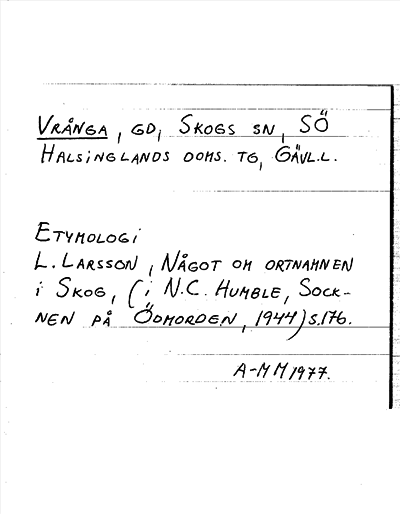 VRÅNGA, GD, SKOGS SN, SÖ
HALSINGLANDS DOMS. TG, GÄVL.L.
ETYMOLOGI
L. LARSSON, NÅGOT OM ORTNAMNEN
i SKOG, (i N.C. HUMBLE, SOCK-
NEN PÅ ÖDMORDEN, 1944) S.176.
A-MM 1977.